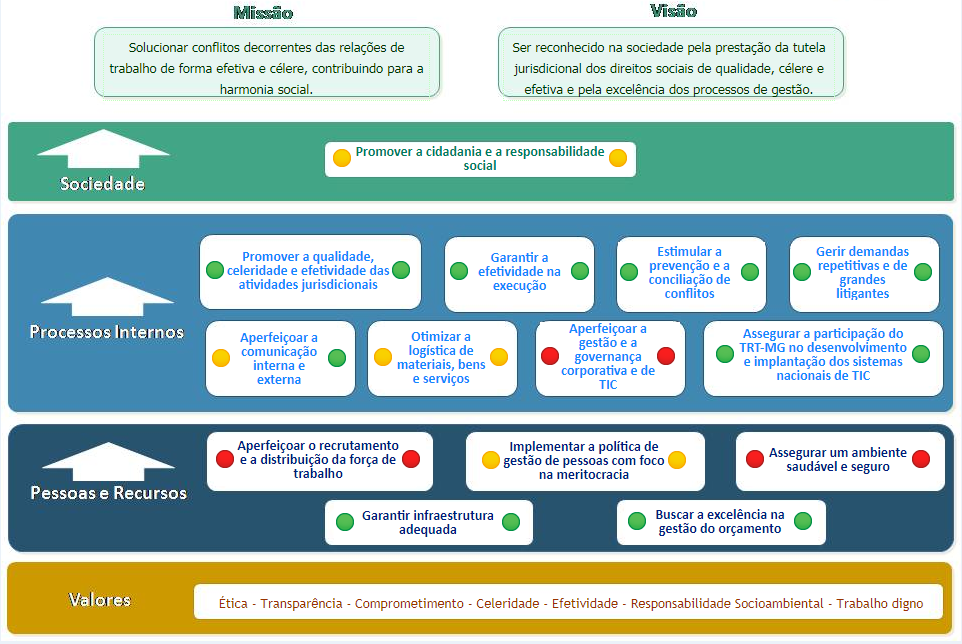 Missão
Visão
Solucionar conflitos decorrentes das relações de
trabalho de forma efetiva e célere, contribuindo para a
harmonia social.
Ser reconhecido na sociedade pela prestação da tutela
jurisdicional dos direitos sociais de qualidade, célere e
efetiva e pela excelência dos processos de gestão.
Sociedade
Promover a cidadania e a responsabilidade
social
Processos Internos
Promover a qualidade,
celeridade e efetividade das
atividades jurisdicionais
Garantir a
efetividade na
execução
Estimular a
prevenção e a
conciliação de
conflitos
Gerir demandas
repetitivas e de
grandes
litigantes
Aperfeiçoar a
comunicação
interna e
externa
Otimizar a
logística de
materiais, bens
e serviços
Aperfeiçoar a
gestão e a
governança
corporativa e de
TIC
Assegurar a participação do
TRT-MG no desenvolvimento
e implantação dos sistemas
nacionais de TIC
Pessoas e Recursos
Aperfeiçoar o recrutamento
e a distribuição da força de
trabalho
Implementar a política de
gestão de pessoas com foco
na meritocracia
Assegurar um ambiente
saudável e seguro
Garantir infraestrutura
adequada
Buscar a excelência na
gestão do orçamento
Valores
Ética - Transparência - Comprometimento - Celeridade - Efetividade - Responsabilidade Socioambiental - Trabalho digno